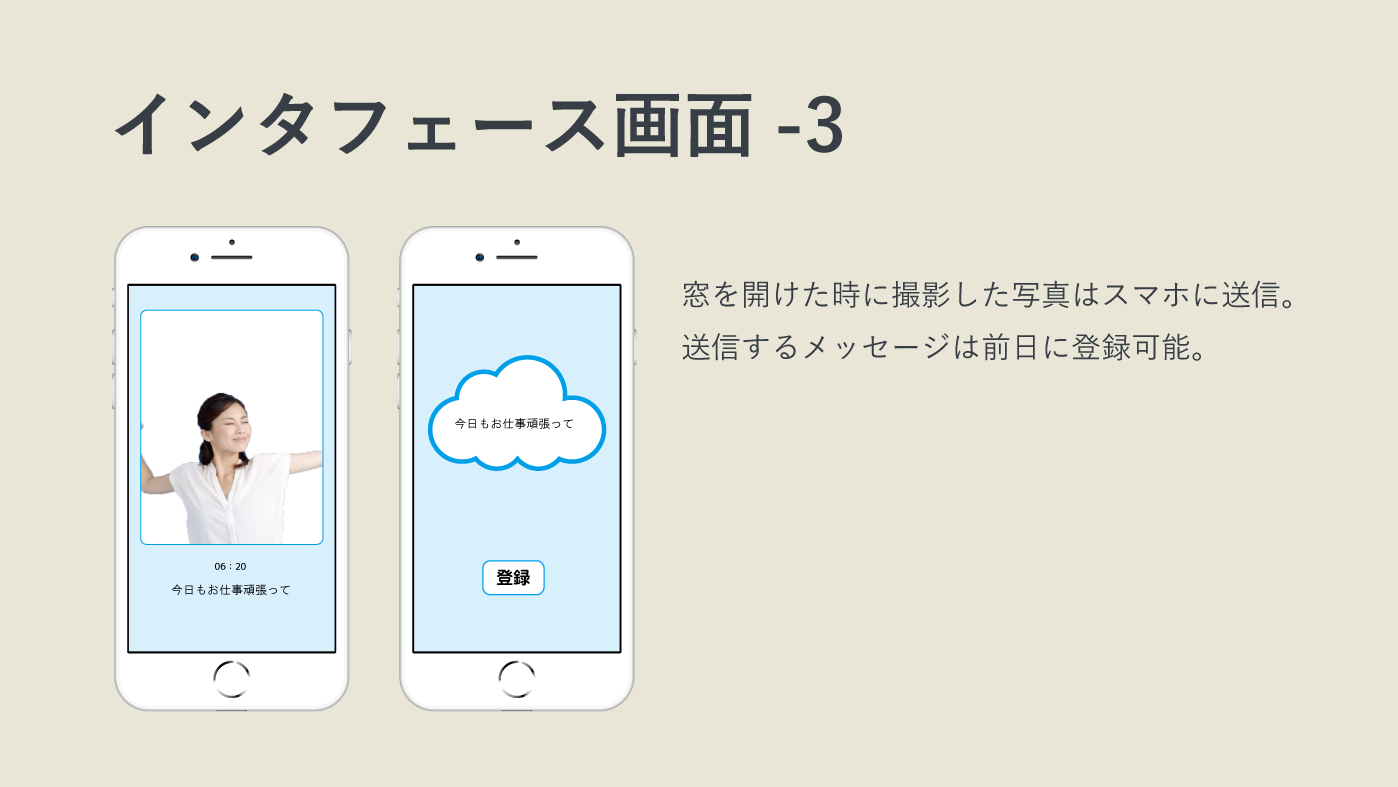 インタフェース画面 -3
窓を開けた時に撮影した写真はスマホに送信。
送信するメッセージは前日に登録可能。
06：20
今日もお仕事頑張って
今日もお仕事頑張って
登録